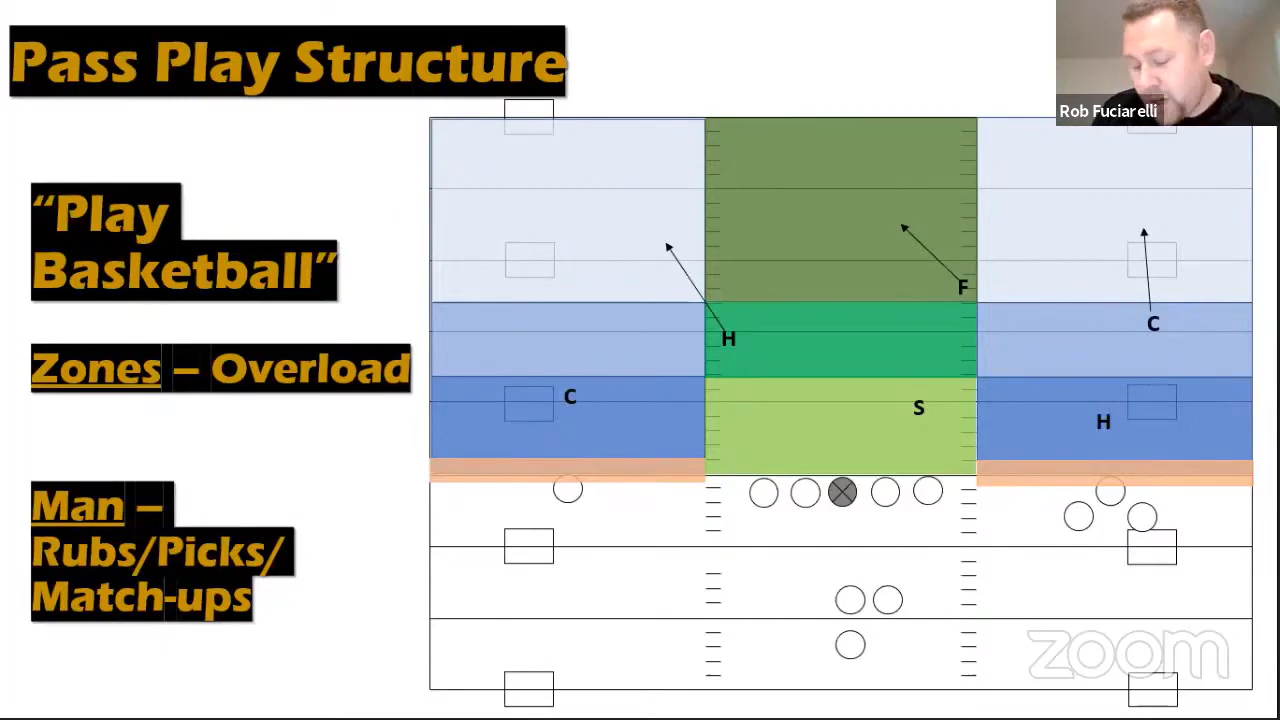 Pass Play Structure
Rob Fuciarelli
“Play
Basketball”
F
C
H
Zones – Overload
C
S
H
Man –
Rubs/Picks/
Match-ups
zoom